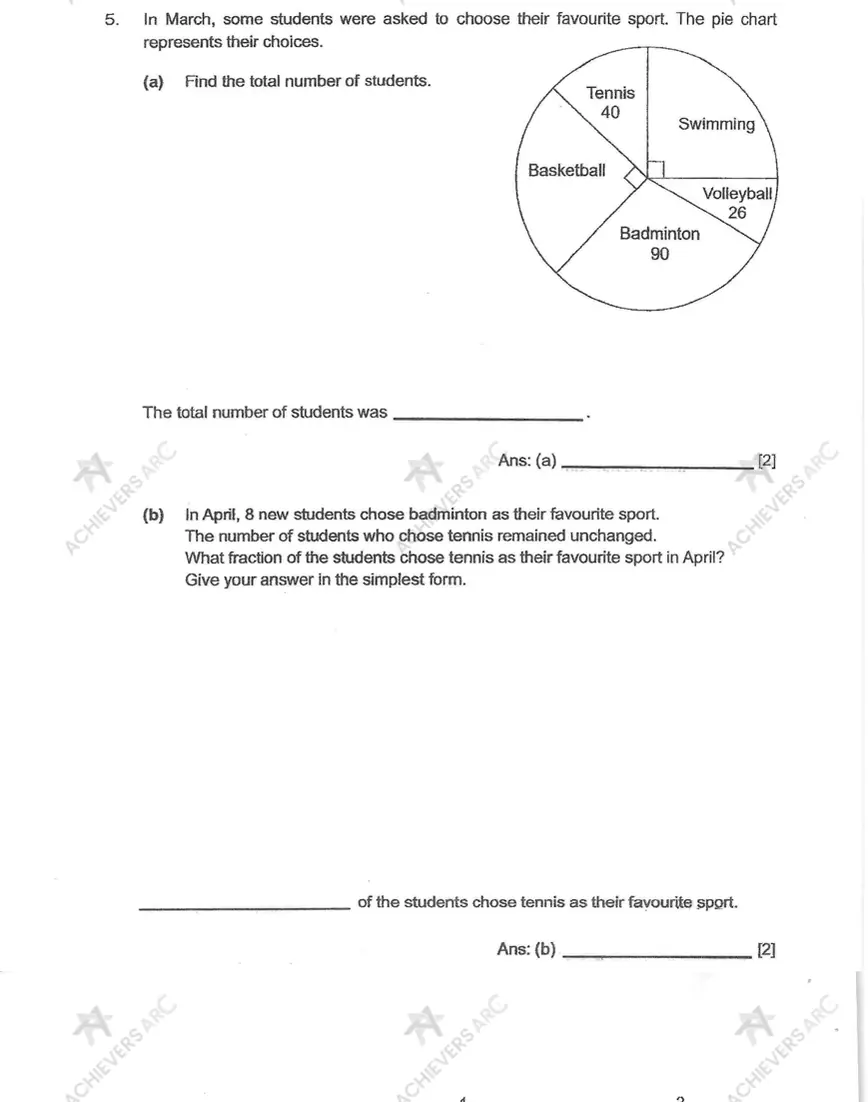 5. In March, some students were asked to choose their favourite sport. The pie chart
represents their choices.
(a) Find the total number of students.
Tennis
40
Swimming
Basketball
Volleyball
26
Badminton
90
The total number of students was ____________________ .
Ans: (a) ____________________ [2]
ACHIEVERS ARC
ACHIEVERS ARC
ACHIEVERS ARC
(b) In April, 8 new students chose badminton as their favourite sport.
The number of students who chose tennis remained unchanged.
What fraction of the students chose tennis as their favourite sport in April?
Give your answer in the simplest form.
____________________ of the students chose tennis as their favourite sport.
Ans: (b) ____________________ [2]
ACHIEVERS ARC
ACHIEVERS ARC
ACHIEVERS ARC